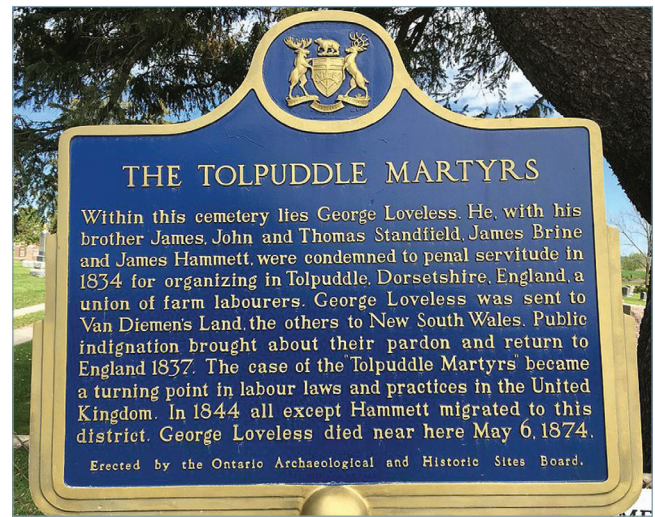 THE TOLPUDDLE MARTYRS
Within this cemetery lies George Loveless. He, with his
brother James, John and Thomas Standfield, James Brine
and James Hammett, were condemned to penal servitude in
1834 for organizing in Tolpuddle, Dorsetshire, England, a
union of farm labourers. George Loveless was sent to
Van Diemen's Land, the others to New South Wales. Public
indignation brought about their pardon and return to
England 1837. The case of the "Tolpuddle Martyrs" became
a turning point in labour laws and practices in the United
Kingdom. In 1844 all except Hammett migrated to this
district. George Loveless died near here May 6, 1874.
Erected by the Ontario Archaeological and Historic Sites Board.